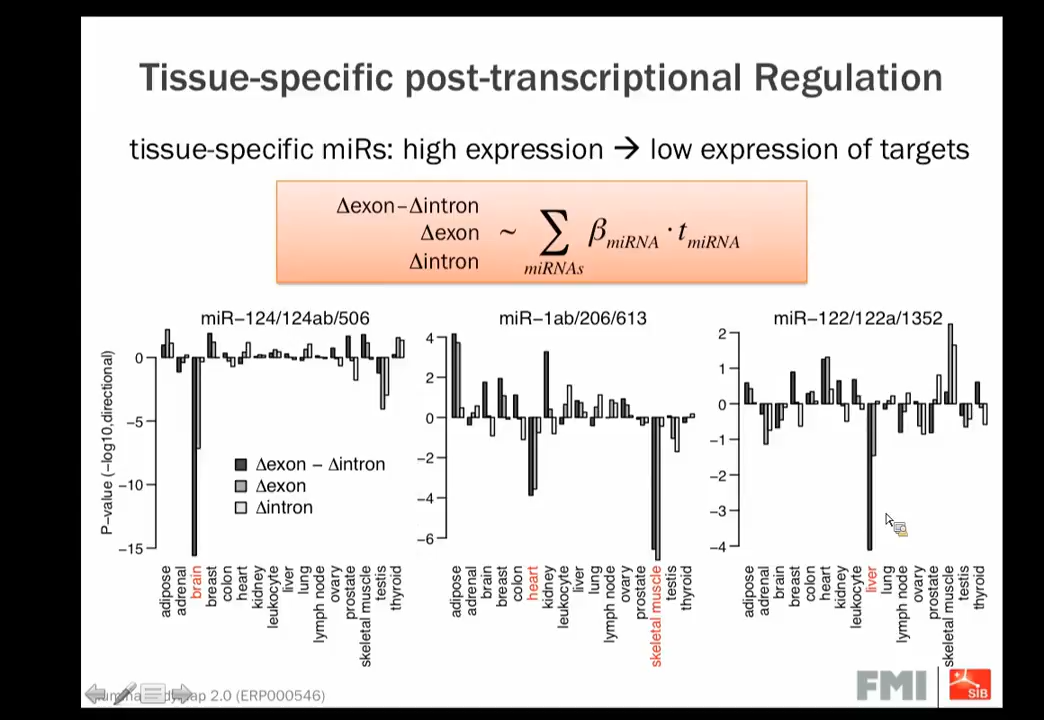 Tissue-specific post-transcriptional Regulation
tissue-specific miRs: high expression → low expression of targets
Δexon–Δintron
Δexon
Δintron
~ ∑ β miRNA · t miRNA
miRNAs
miR−124/124ab/506
P−value (−log10,directional)
0
−5
−10
−15
Δexon − Δintron
Δexon
Δintron
adipose
adrenal
brain
breast
colon
heart
kidney
leukocyte
liver
lung
lymph node
ovary
prostate
skeletal muscle
testis
thyroid
miR−1ab/206/613
4
2
0
−2
−4
−6
adipose
adrenal
brain
breast
colon
heart
kidney
leukocyte
liver
lung
lymph node
ovary
prostate
skeletal muscle
testis
thyroid
miR−122/122a/1352
2
1
0
−1
−2
−3
−4
adipose
adrenal
brain
breast
colon
heart
kidney
leukocyte
liver
lung
lymph node
ovary
prostate
skeletal muscle
testis
thyroid
2.0 (ERP000546)
FMI
SIB